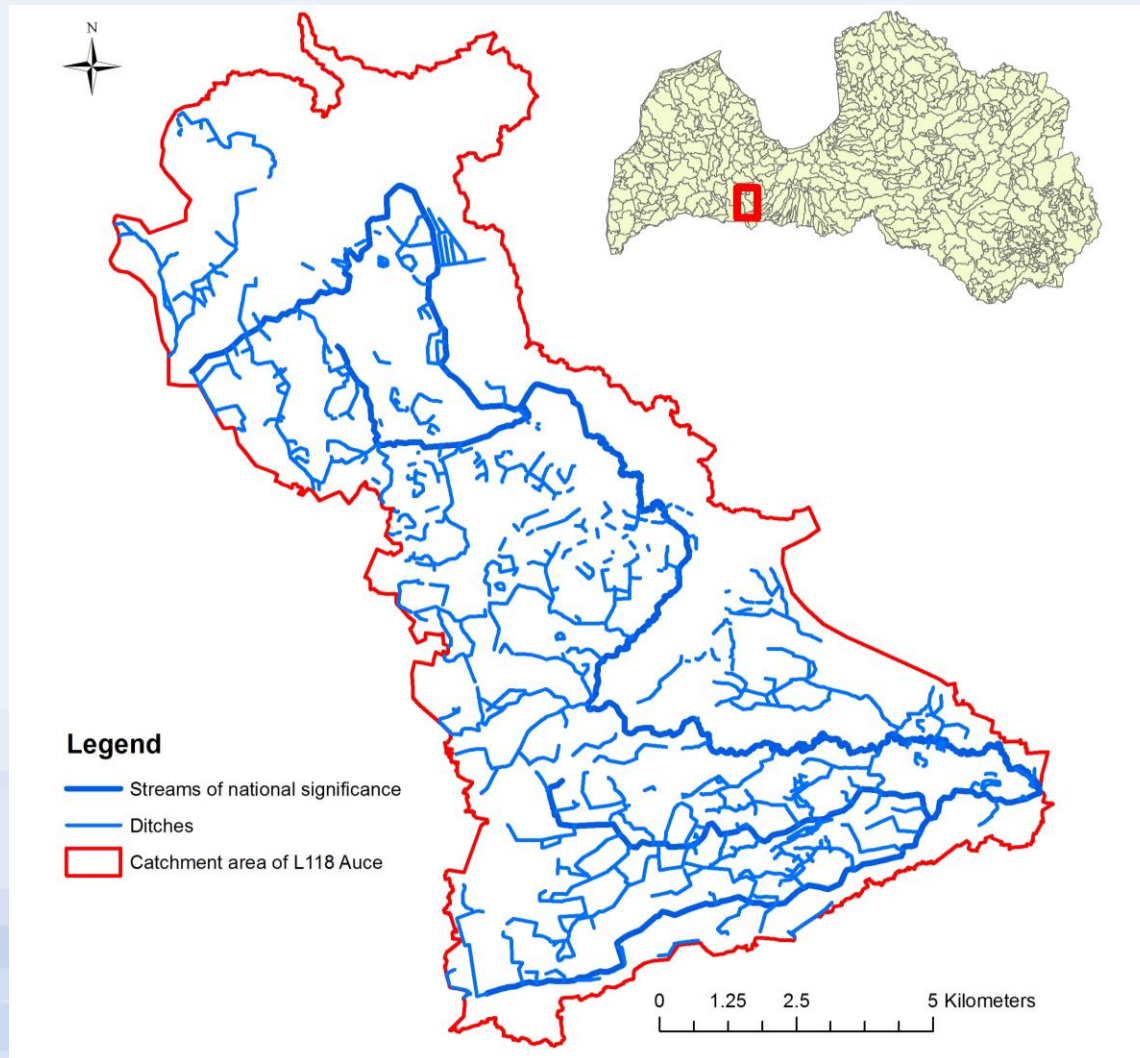 N
Legend
Streams of national significance
Ditches
Catchment area of L118 Auce
0 1.25 2.5 5 Kilometers